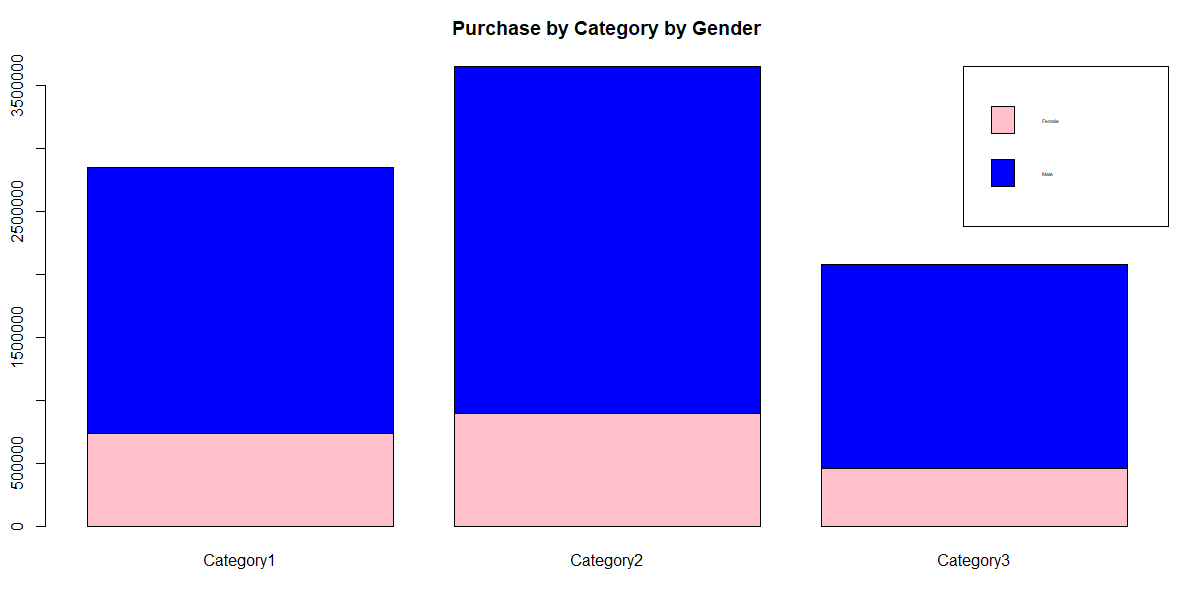 Purchase by Category by Gender
3500000
2500000
1500000
500000
0
Female
Male
Category1
Category2
Category3